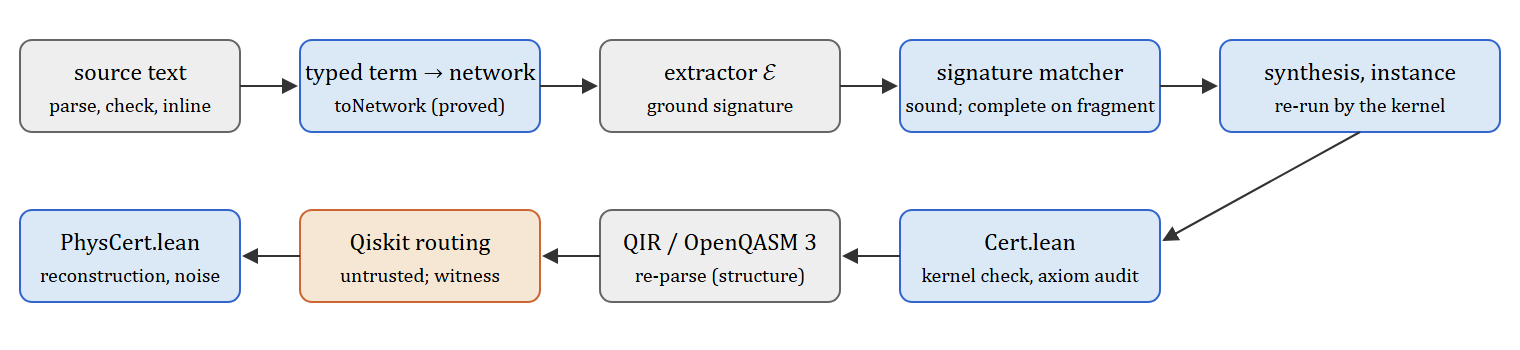 source text
parse, check, inline
typed term → network
toNetwork (proved)
extractor ℰ
ground signature
signature matcher
sound; complete on fragment
synthesis, instance
re-run by the kernel
PhysCert.lean
reconstruction, noise
Qiskit routing
untrusted; witness
QIR / OpenQASM 3
re-parse (structure)
Cert.lean
kernel check, axiom audit